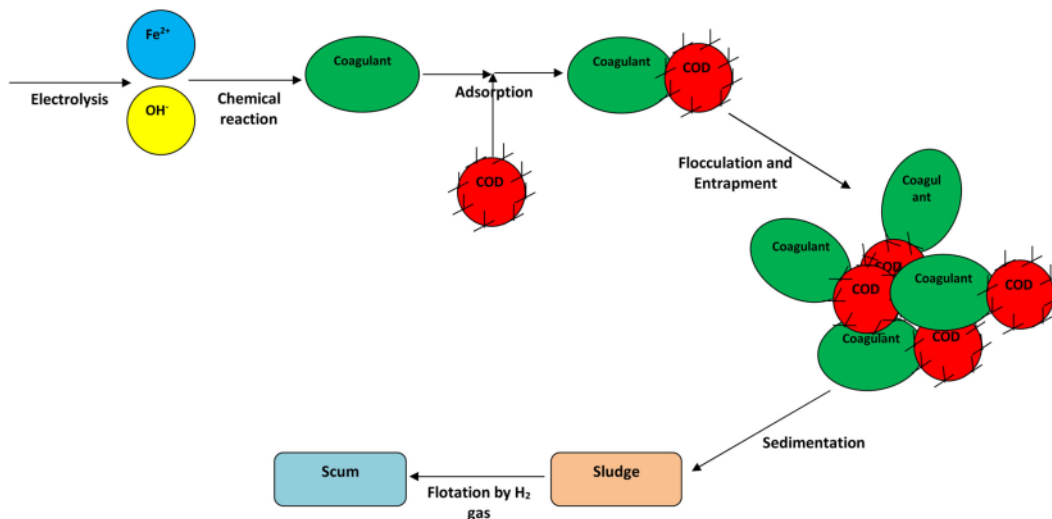 Fe²⁺
OH⁻
Electrolysis
Chemical
reaction
Coagulant
Adsorption
COD
Coagulant
COD
Flocculation and
Entrapment
Coagul
ant
Coagulant
COD
COD
Coagulant
COD
Coagulant
COD
Sedimentation
Sludge
Flotation by H₂
gas
Scum